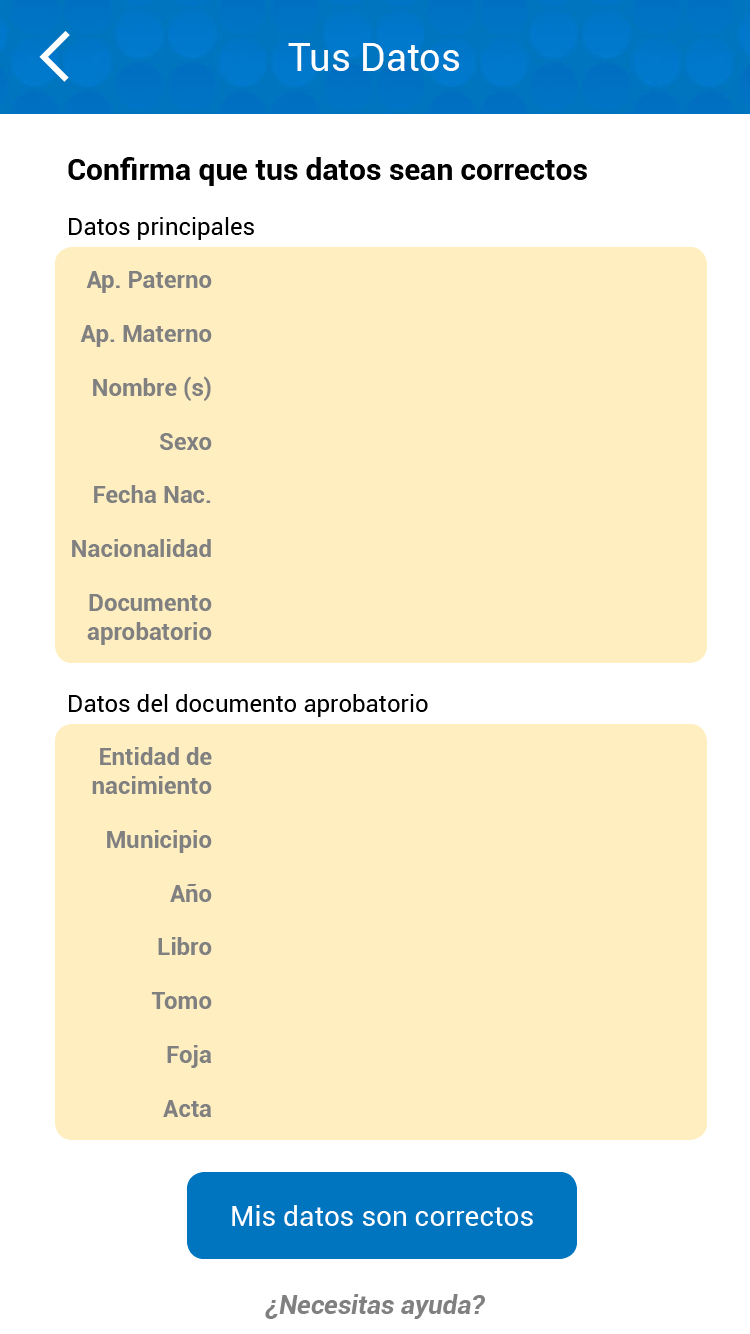 Tus Datos
Confirma que tus datos sean correctos
Datos principales
Ap. Paterno
Ap. Materno
Nombre (s)
Sexo
Fecha Nac.
Nacionalidad
Documento
aprobatorio
Datos del documento aprobatorio
Entidad de
nacimiento
Municipio
Año
Libro
Tomo
Foja
Acta
Mis datos son correctos
¿Necesitas ayuda?